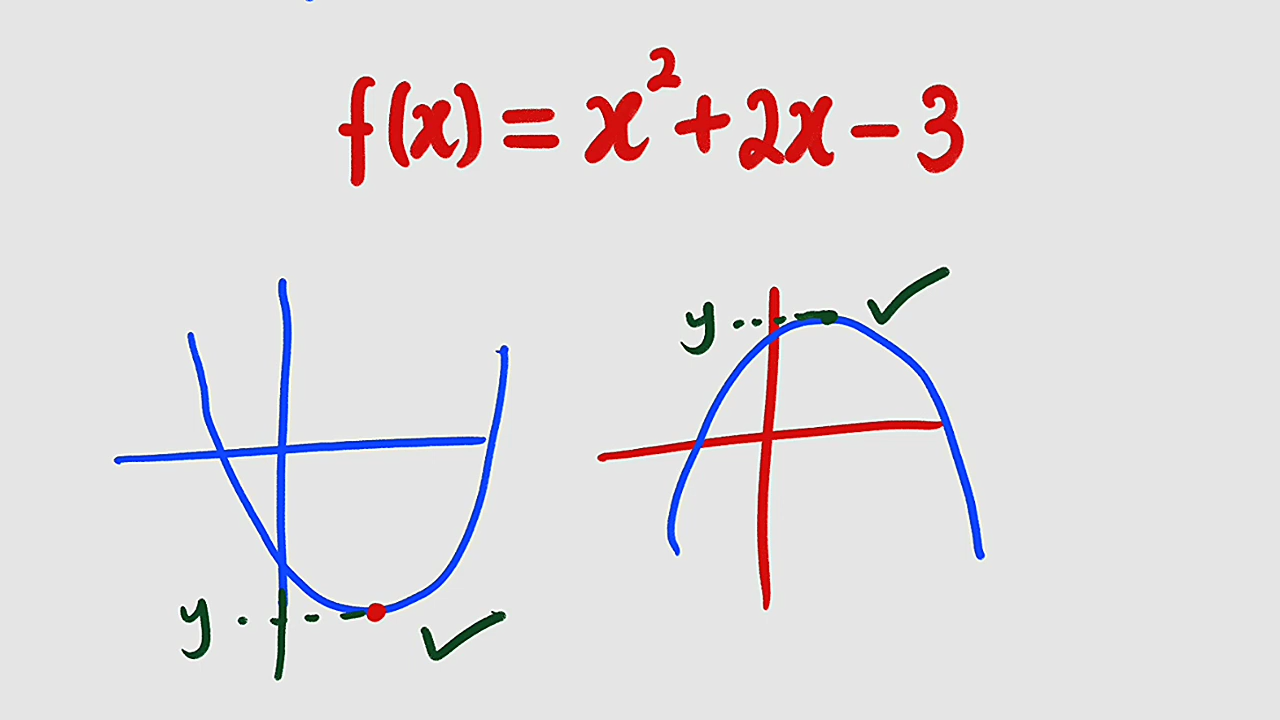 f(x) = x² + 2x - 3
y
y